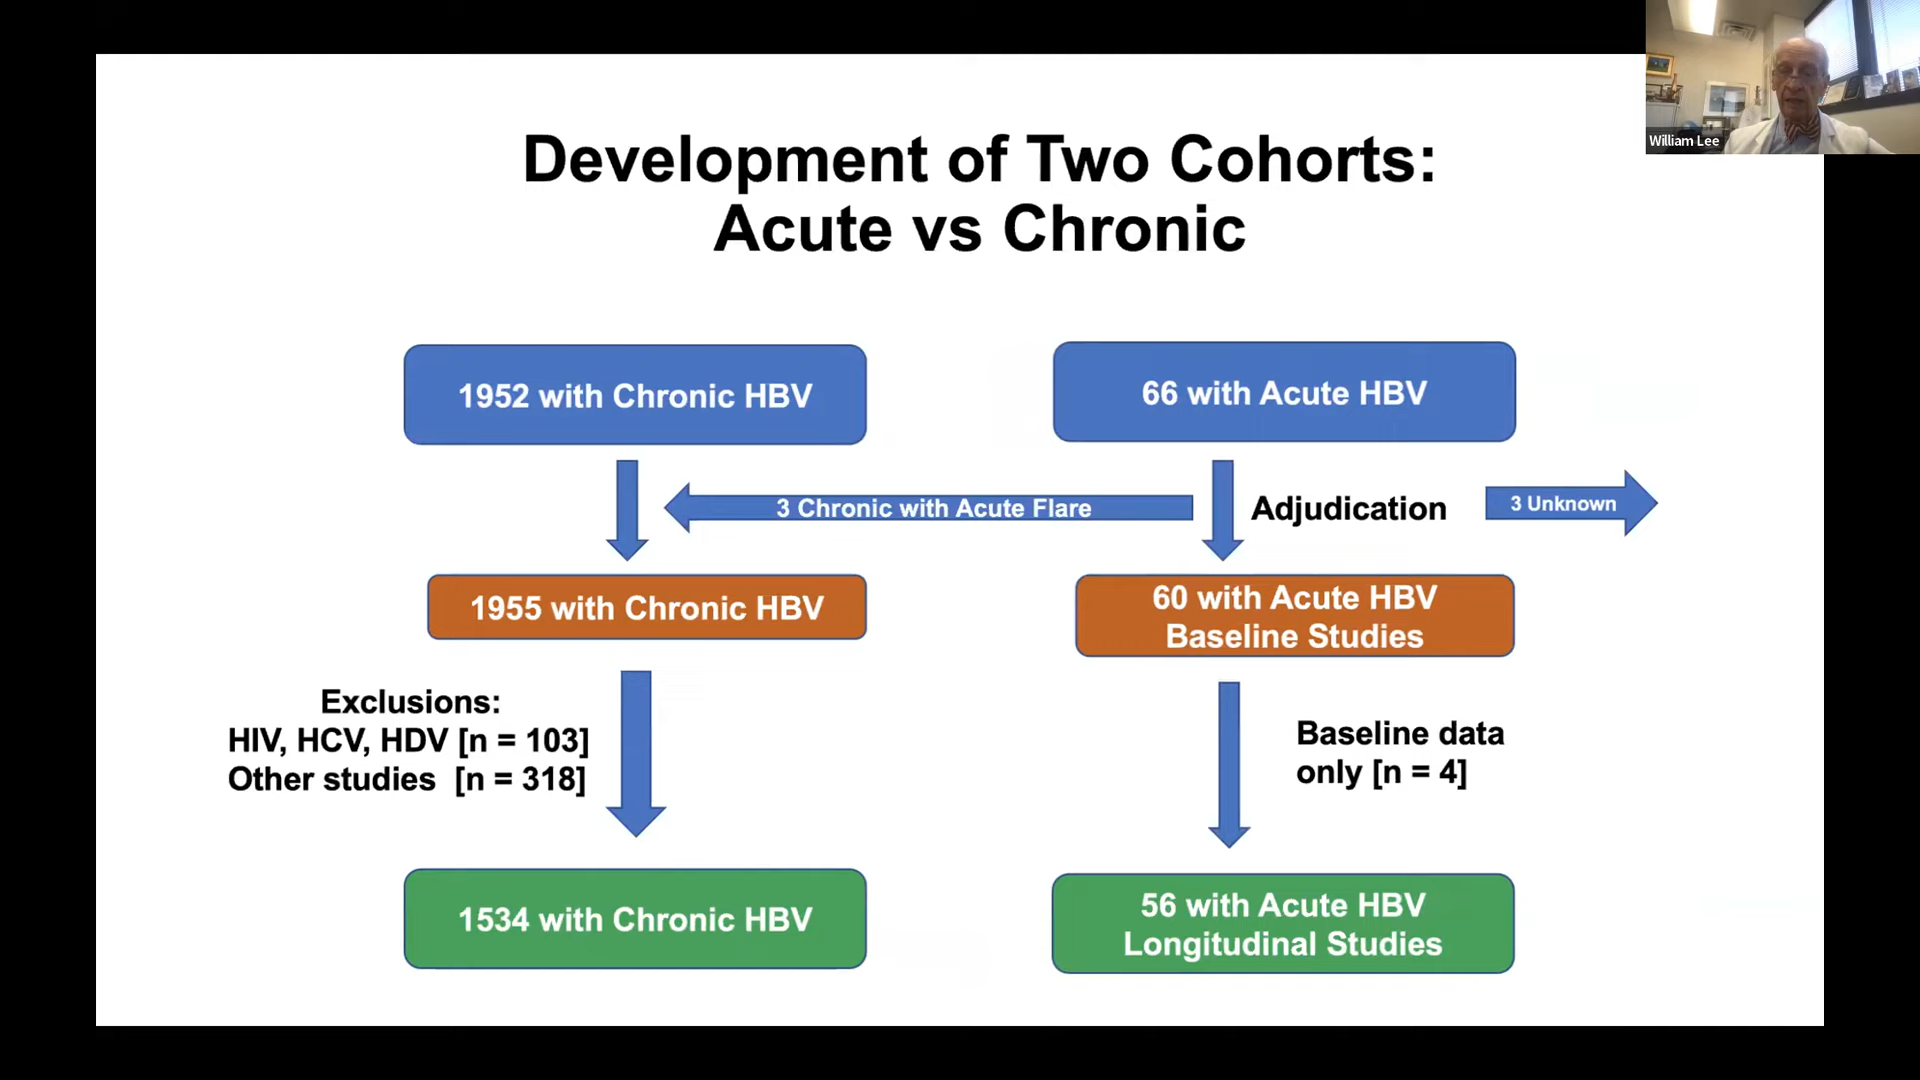 William Lee
Development of Two Cohorts:
Acute vs Chronic
1952 with Chronic HBV
66 with Acute HBV
3 Chronic with Acute Flare
Adjudication
3 Unknown
1955 with Chronic HBV
60 with Acute HBV
Baseline Studies
Exclusions:
HIV, HCV, HDV [n = 103]
Other studies [n = 318]
Baseline data
only [n = 4]
1534 with Chronic HBV
56 with Acute HBV
Longitudinal Studies